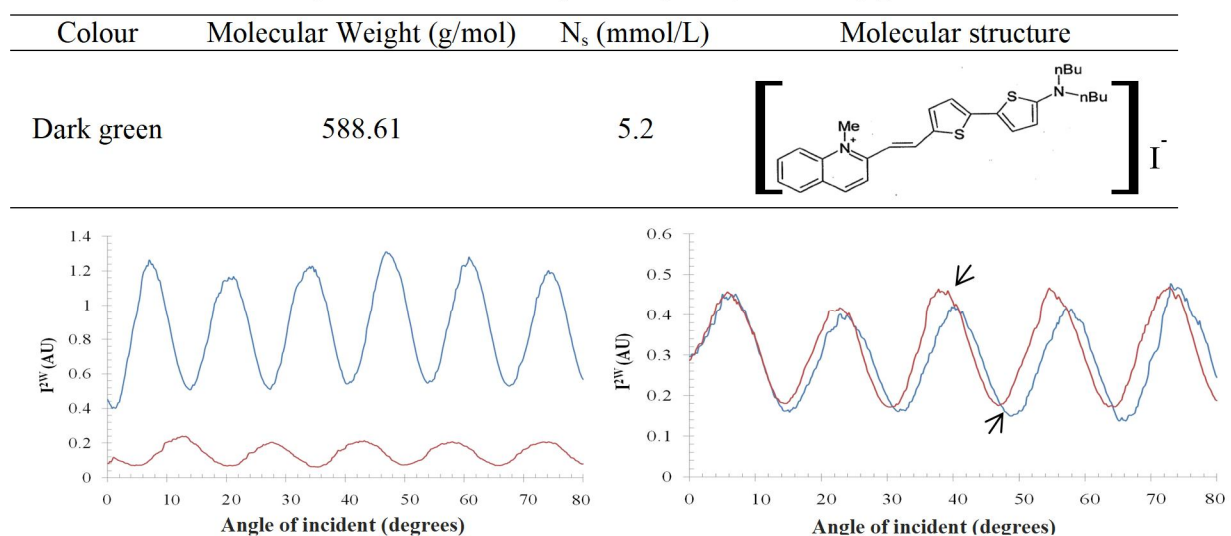 Colour Molecular Weight (g/mol) Ns (mmol/L) Molecular structure
Dark green 588.61 5.2
nBu
N nBu
S
S
Me
N+
I-
1.4
1.2
1
0.8
0.6
0.4
0.2
0
I2W (AU)
0 10 20 30 40 50 60 70 80
Angle of incident (degrees)
0.6
0.5
0.4
0.3
0.2
0.1
0
I2W (AU)
0 10 20 30 40 50 60 70 80
Angle of incident (degrees)